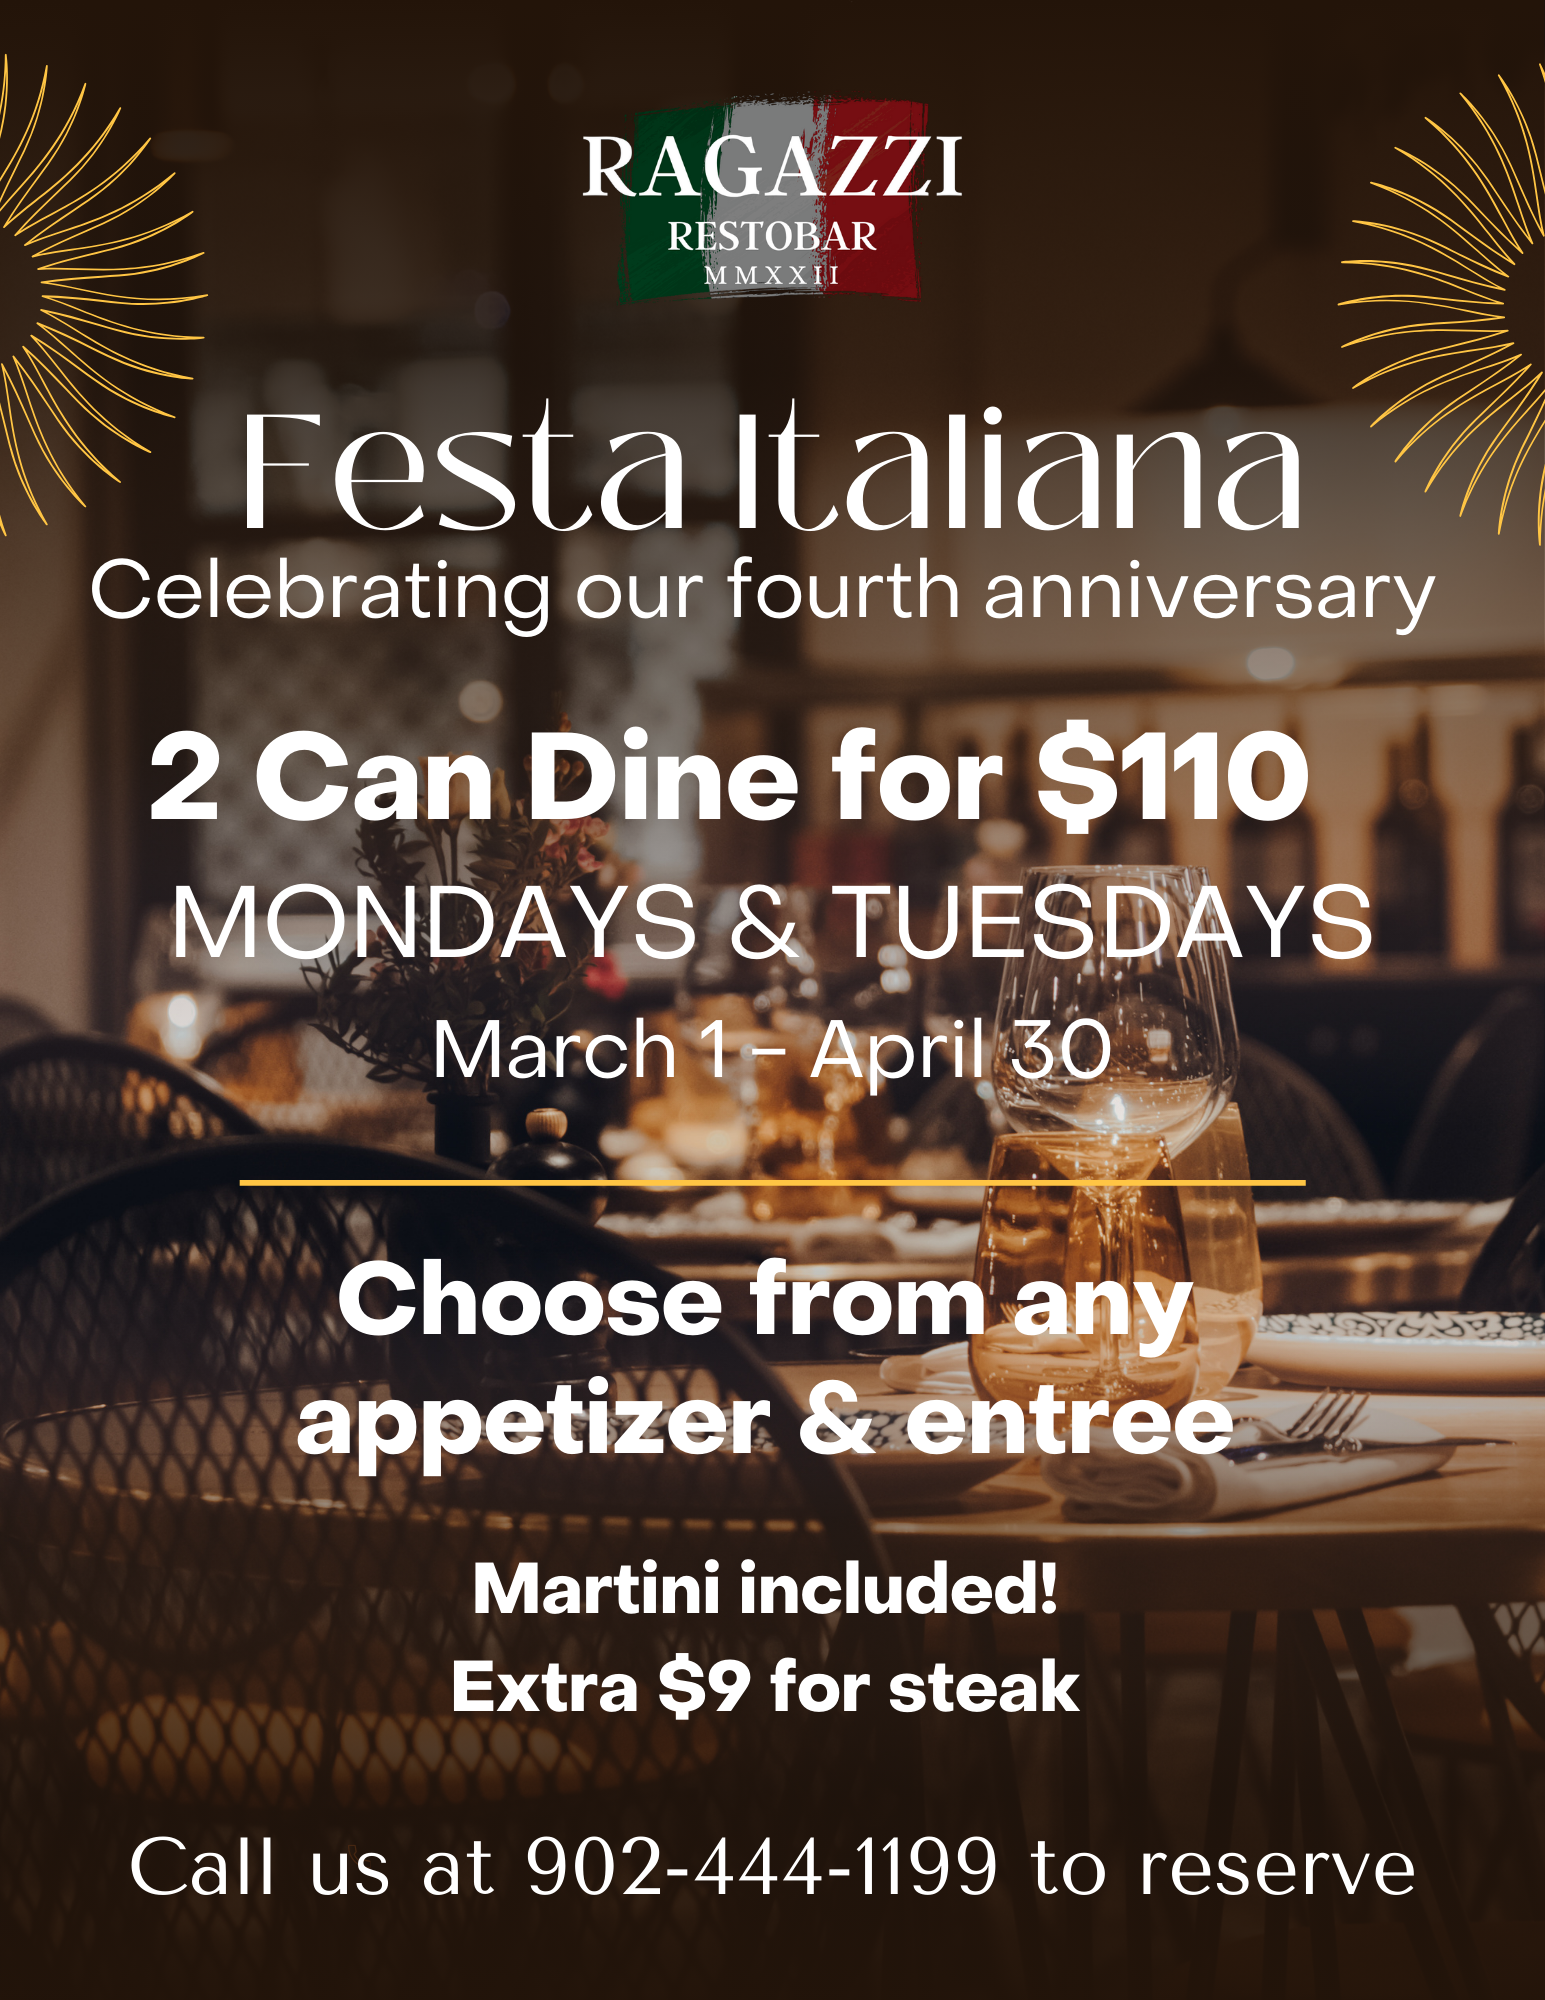 RAGAZZI
RESTOBAR
MMXXII
Festa Italiana
Celebrating our fourth anniversary
2 Can Dine for $110
MONDAYS & TUESDAYS
March 1 – April 30
Choose from any
appetizer & entree
Martini included!
Extra $9 for steak
Call us at 902-444-1199 to reserve